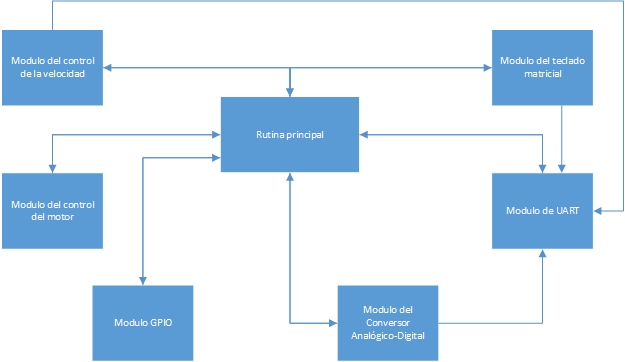 Modulo del control
de la velocidad
Modulo del teclado
matricial
Rutina principal
Modulo del control
del motor
Modulo de UART
Modulo GPIO
Modulo del
Conversor
Analógico-Digital